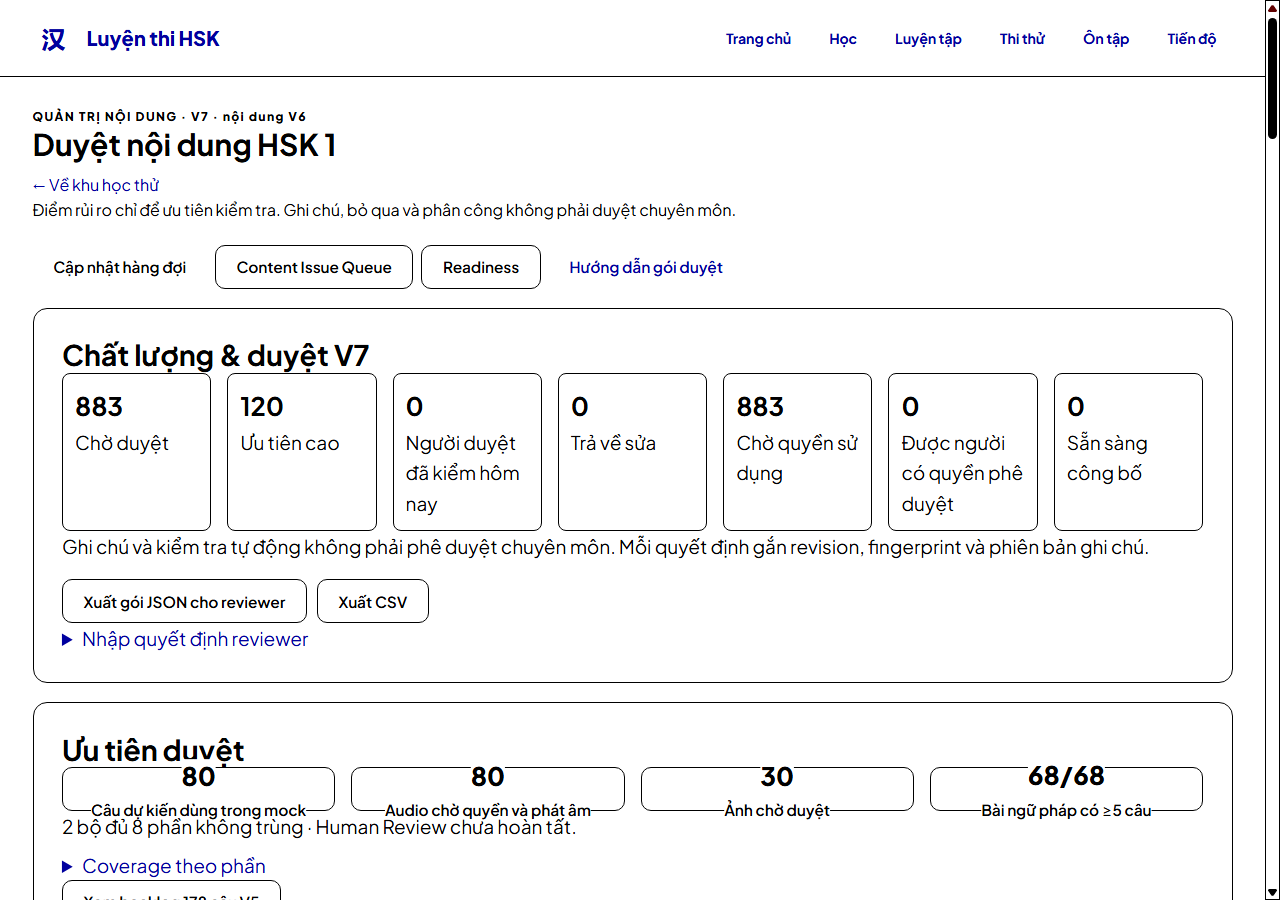 汉 Luyện thi HSK Trang chủ Học Luyện tập Thi thử Ôn tập Tiến độ
QUẢN TRỊ NỘI DUNG · V7 · nội dung V6
Duyệt nội dung HSK 1
← Về khu học thử
Điểm rủi ro chỉ để ưu tiên kiểm tra. Ghi chú, bỏ qua và phân công không phải duyệt chuyên môn.
Cập nhật hàng đợi Content Issue Queue Readiness Hướng dẫn gói duyệt
Chất lượng & duyệt V7
883
Chờ duyệt
120
Ưu tiên cao
0
Người duyệt
đã kiểm hôm
nay
0
Trả về sửa
883
Chờ quyền sử
dụng
0
Được người
có quyền phê
duyệt
0
Sẵn sàng
công bố
Ghi chú và kiểm tra tự động không phải phê duyệt chuyên môn. Mỗi quyết định gắn revision, fingerprint và phiên bản ghi chú.
Xuất gói JSON cho reviewer Xuất CSV
▶ Nhập quyết định reviewer
Ưu tiên duyệt
80
Câu dự kiến dùng trong mock
80
Audio chờ quyền và phát âm
30
Ảnh chờ duyệt
68/68
Bài ngữ pháp có ≥5 câu
2 bộ đủ 8 phần không trùng · Human Review chưa hoàn tất.
▶ Coverage theo phần